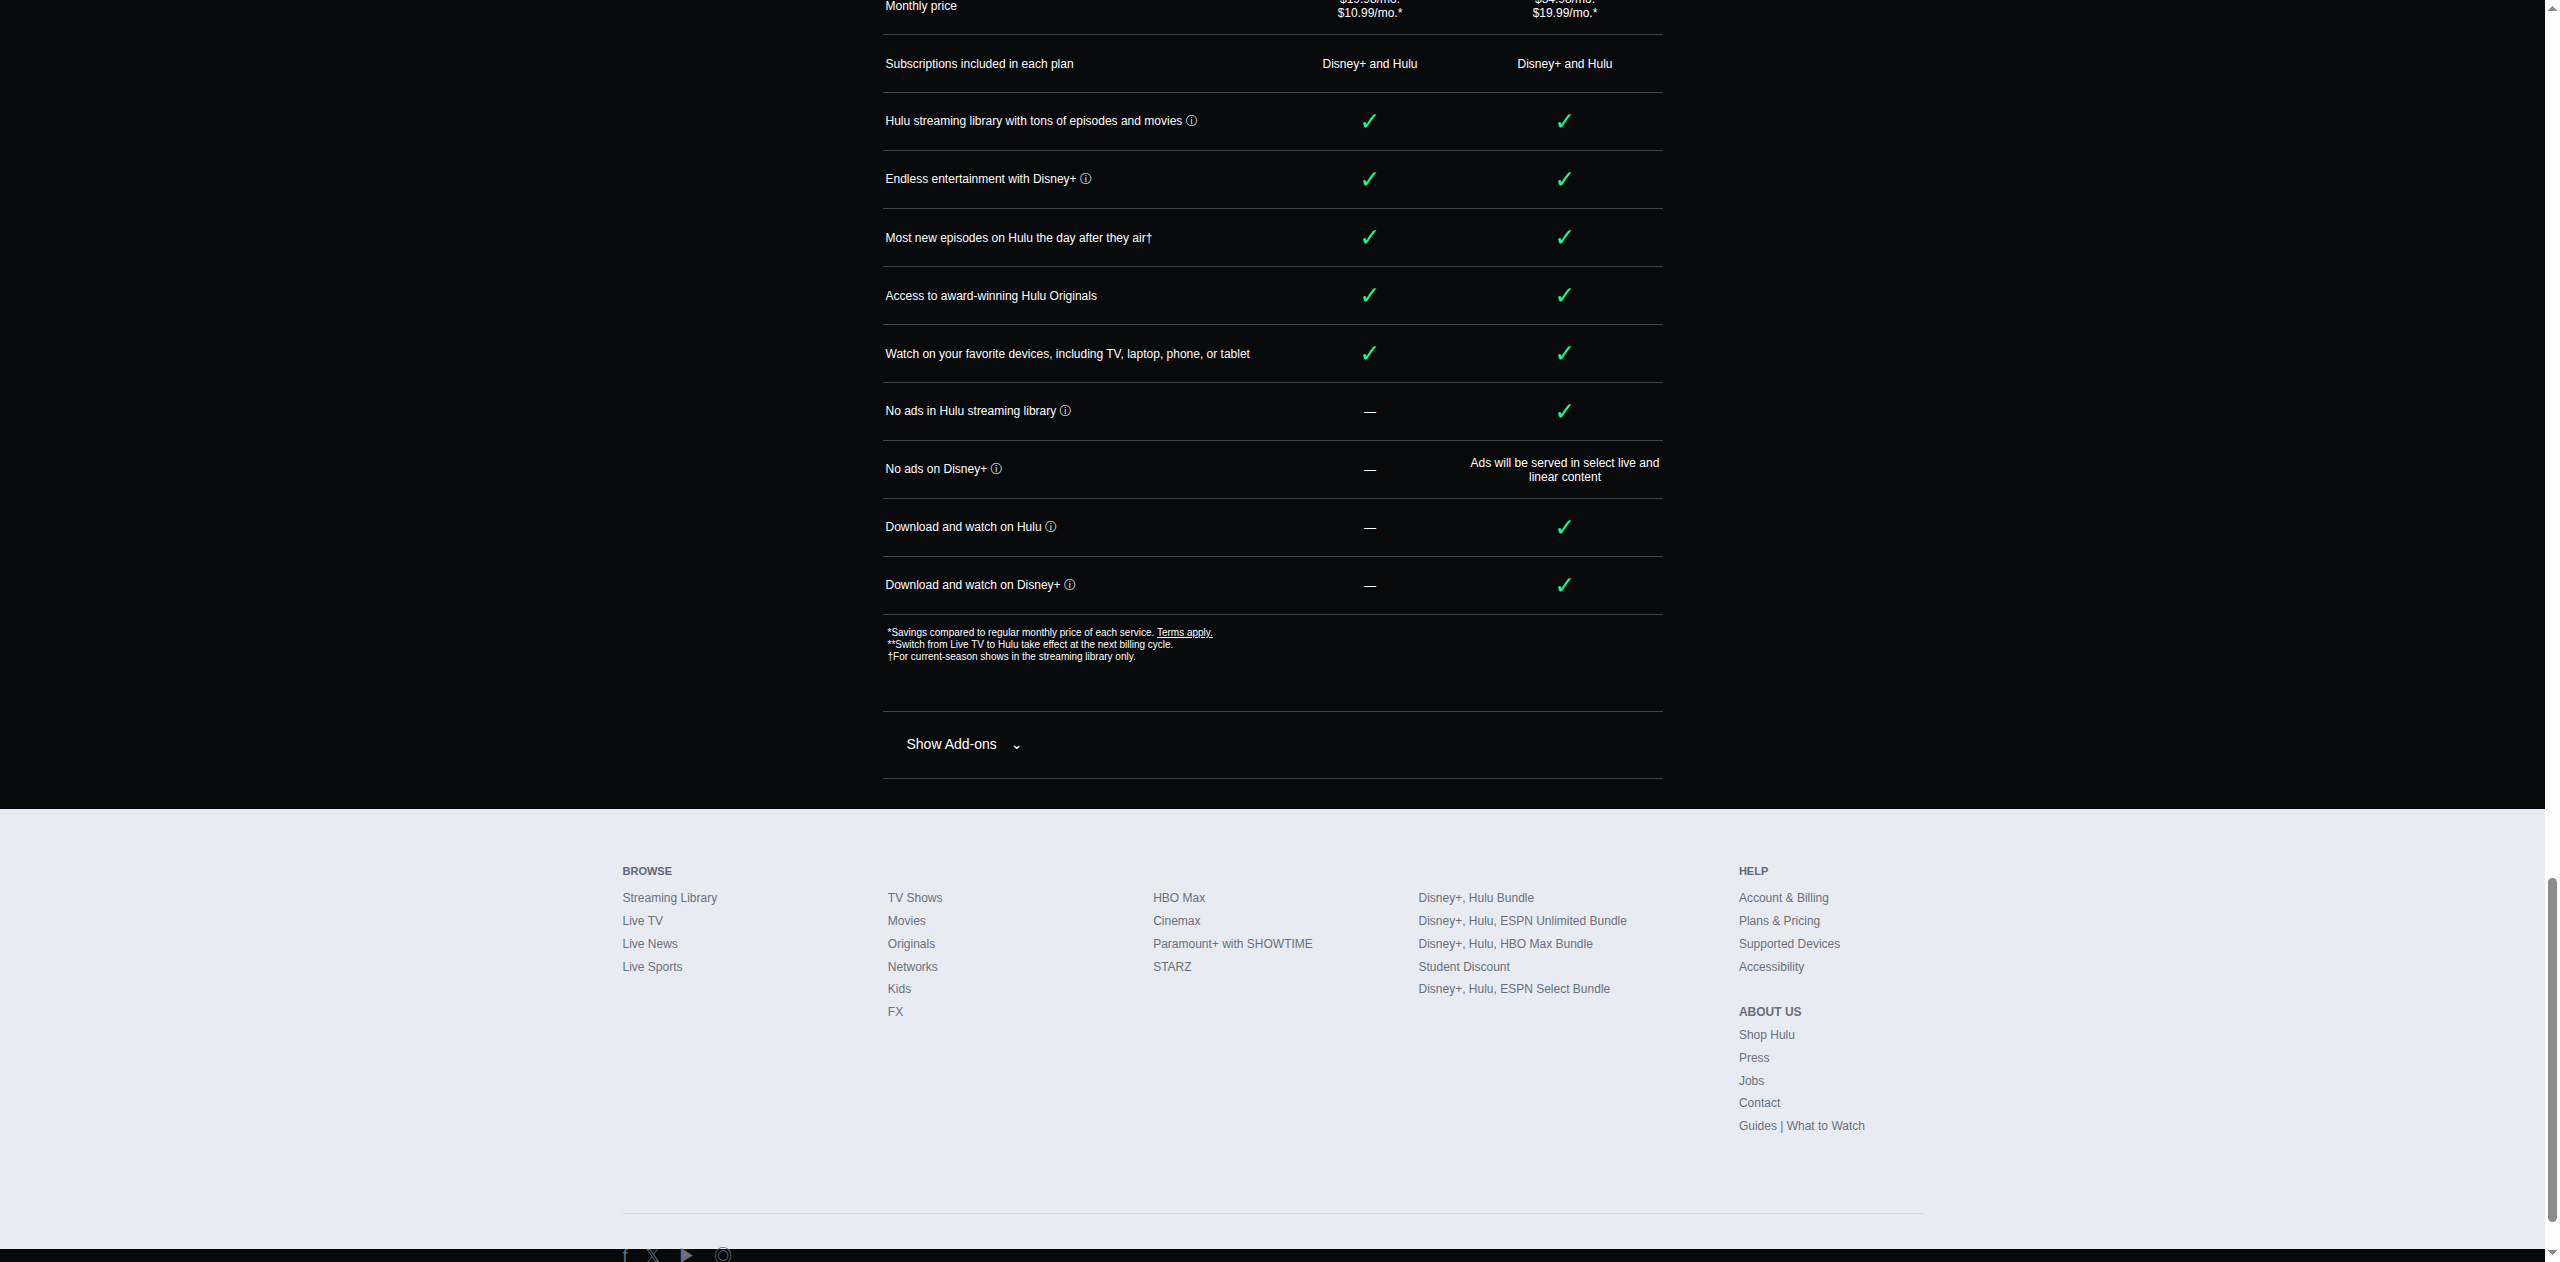 Monthly price
$10.99/mo.*
$19.99/mo.*
Subscriptions included in each plan
Disney+ and Hulu
Disney+ and Hulu
Hulu streaming library with tons of episodes and movies ⓘ
✓
✓
Endless entertainment with Disney+ ⓘ
✓
✓
Most new episodes on Hulu the day after they air†
✓
✓
Access to award-winning Hulu Originals
✓
✓
Watch on your favorite devices, including TV, laptop, phone, or tablet
✓
✓
No ads in Hulu streaming library ⓘ
—
✓
No ads on Disney+ ⓘ
—
Ads will be served in select live and
linear content
Download and watch on Hulu ⓘ
—
✓
Download and watch on Disney+ ⓘ
—
✓
*Savings compared to regular monthly price of each service. Terms apply.
**Switch from Live TV to Hulu take effect at the next billing cycle.
†For current-season shows in the streaming library only.
Show Add-ons
BROWSE
Streaming Library
Live TV
Live News
Live Sports
TV Shows
Movies
Originals
Networks
Kids
FX
HBO Max
Cinemax
Paramount+ with SHOWTIME
STARZ
Disney+, Hulu Bundle
Disney+, Hulu, ESPN Unlimited Bundle
Disney+, Hulu, HBO Max Bundle
Student Discount
Disney+, Hulu, ESPN Select Bundle
HELP
Account & Billing
Plans & Pricing
Supported Devices
Accessibility
ABOUT US
Shop Hulu
Press
Jobs
Contact
Guides | What to Watch